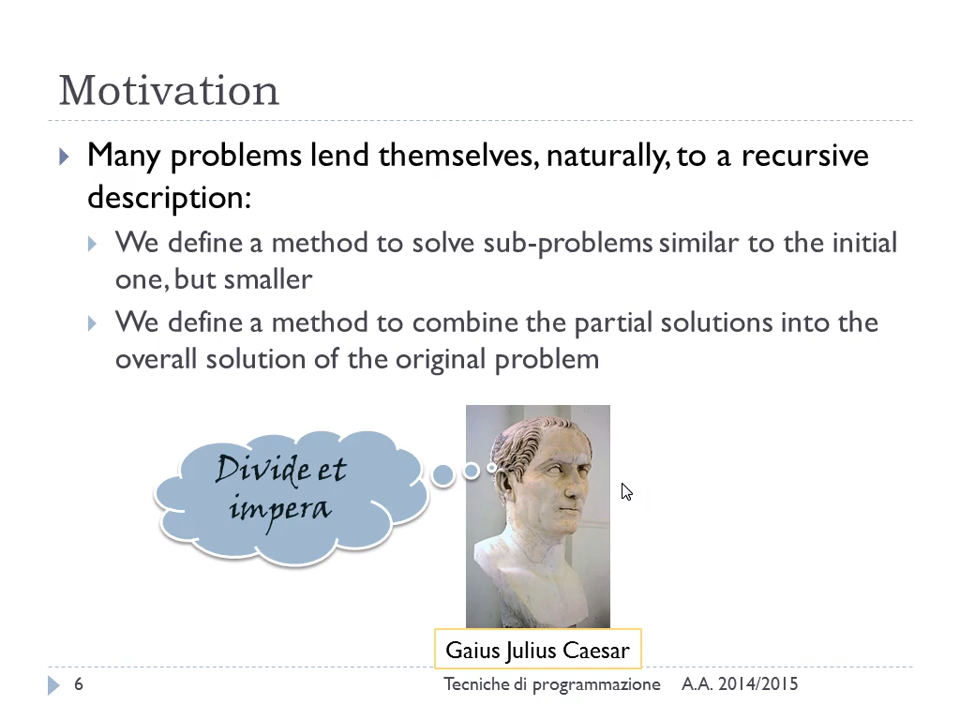 Motivation
Many problems lend themselves, naturally, to a recursive
description:
We define a method to solve sub-problems similar to the initial
one, but smaller
We define a method to combine the partial solutions into the
overall solution of the original problem
Divide et
impera
Gaius Julius Caesar
6 Tecniche di programmazione A.A. 2014/2015